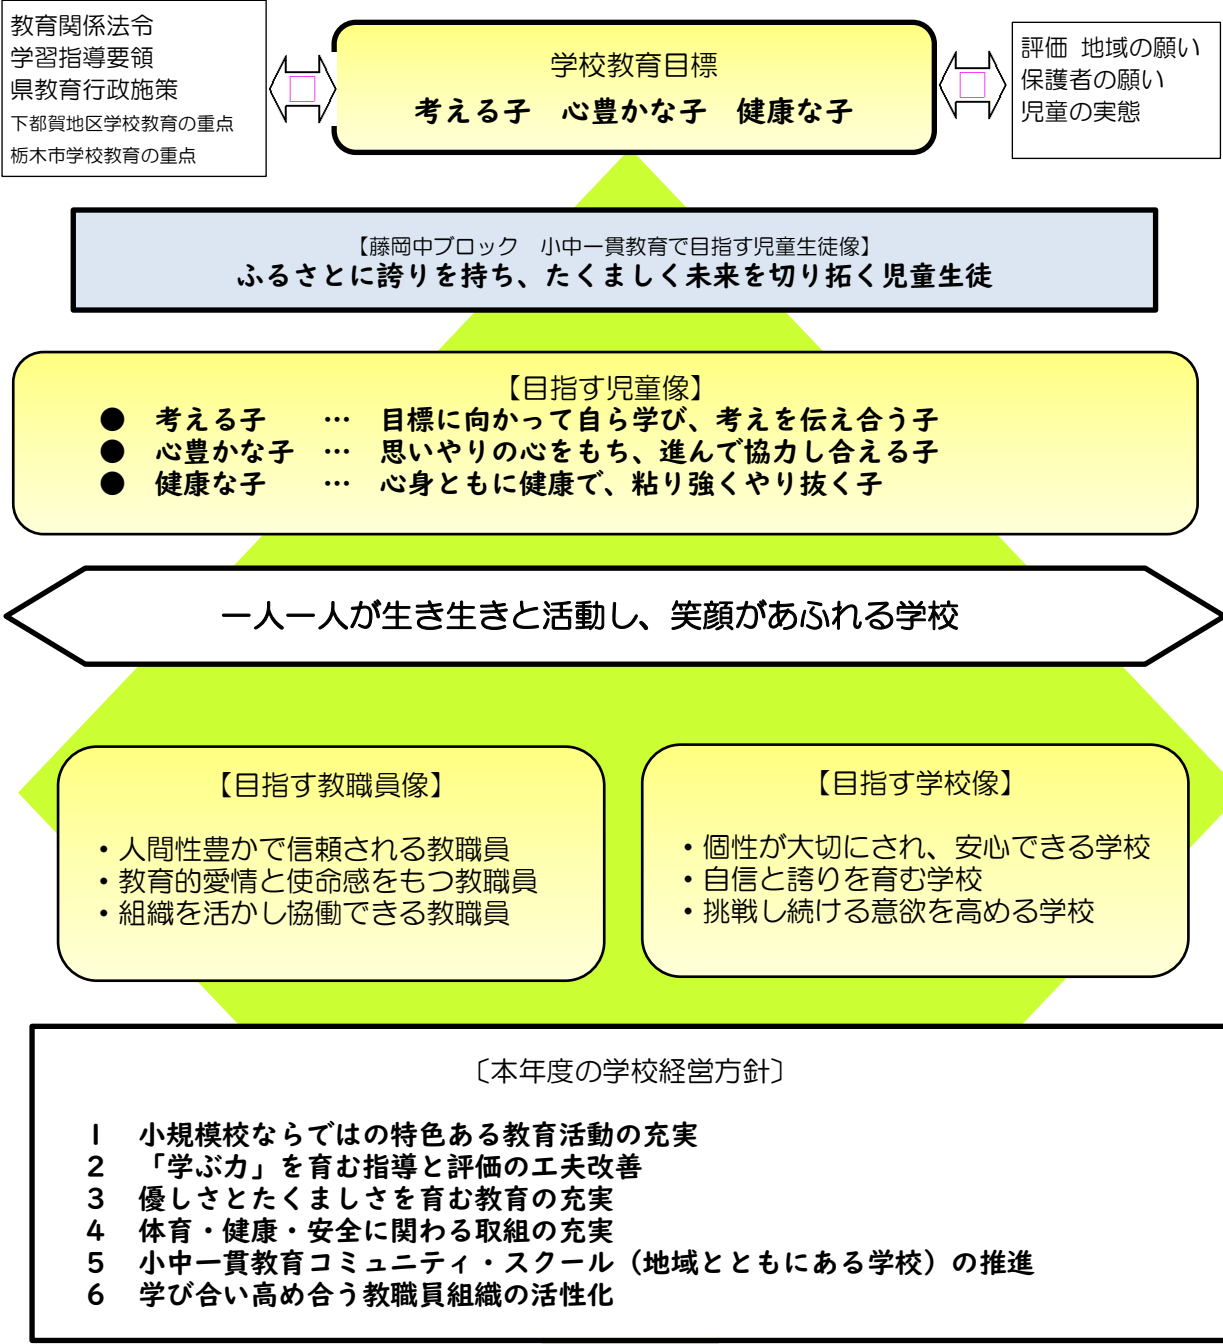 教育関係法令
学習指導要領
県教育行政施策
下都賀地区学校教育の重点
栃木市学校教育の重点
学校教育目標
考える子　心豊かな子　健康な子
評価 地域の願い
保護者の願い
児童の実態
【藤岡中ブロック　小中一貫教育で目指す児童生徒像】
ふるさとに誇りを持ち、たくましく未来を切り拓く児童生徒
【目指す児童像】
●　考える子　　…　目標に向かって自ら学び、考えを伝え合う子
●　心豊かな子　…　思いやりの心をもち、進んで協力し合える子
●　健康な子　　…　心身ともに健康で、粘り強くやり抜く子
一人一人が生き生きと活動し、笑顔があふれる学校
【目指す教職員像】
・人間性豊かで信頼される教職員
・教育的愛情と使命感をもつ教職員
・組織を活かし協働できる教職員
【目指す学校像】
・個性が大切にされ、安心できる学校
・自信と誇りを育む学校
・挑戦し続ける意欲を高める学校
〔本年度の学校経営方針〕
1　小規模校ならではの特色ある教育活動の充実
2　「学ぶ力」を育む指導と評価の工夫改善
3　優しさとたくましさを育む教育の充実
4　体育・健康・安全に関わる取組の充実
5　小中一貫教育コミュニティ・スクール（地域とともにある学校）の推進
6　学び合い高め合う教職員組織の活性化